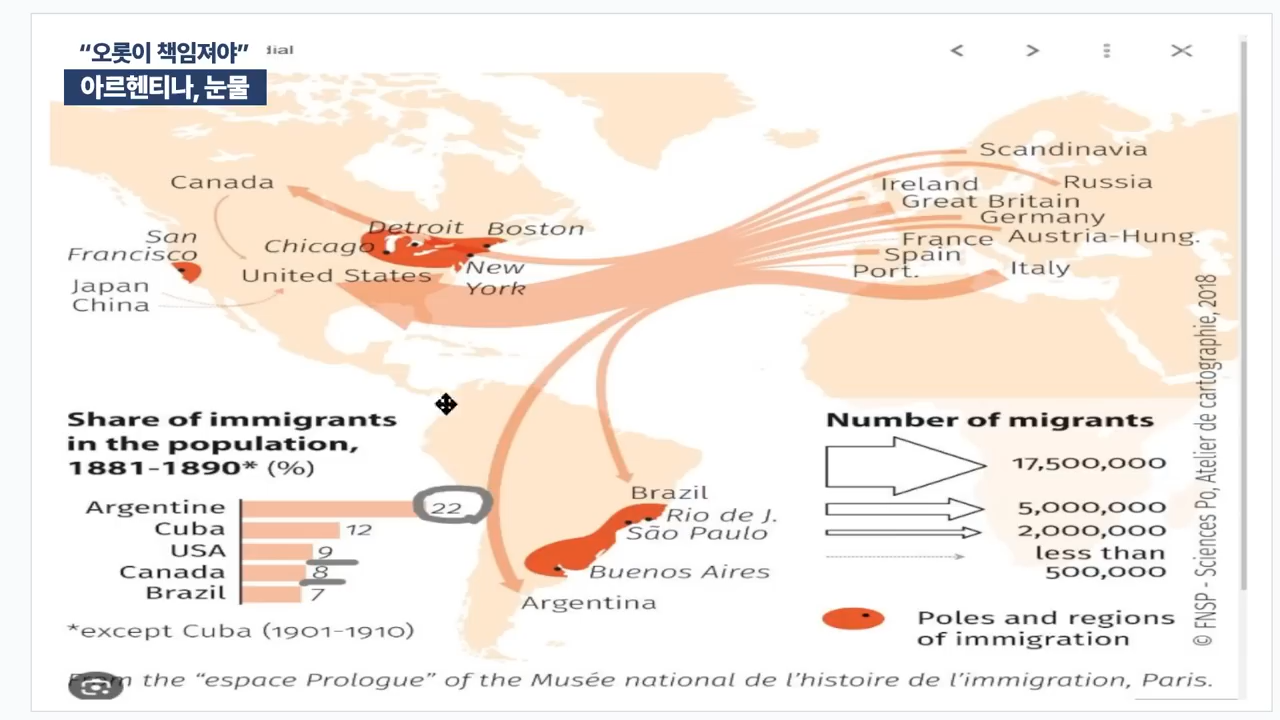 “오롯이 책임져야”
dial
아르헨티나, 눈물
Scandinavia
Canada
Ireland
Russia
Great Britain
Germany
Detroit
Boston
San
Francisco
Chicago
France
Austria-Hung.
Spain
United States
New
York
Port.
Italy
Japan
China
Share of immigrants
in the population,
1881-1890* (%)
Argentine 22
Cuba 12
USA 9
Canada 8
Brazil 7
*except Cuba (1901-1910)
Brazil
Rio de J.
São Paulo
Buenos Aires
Argentina
Number of migrants
17,500,000
5,000,000
2,000,000
less than
500,000
Poles and regions
of immigration
© FNSP - Sciences Po, Atelier de cartographie, 2018
From the “espace Prologue” of the Musée national de l’histoire de l’immigration, Paris.